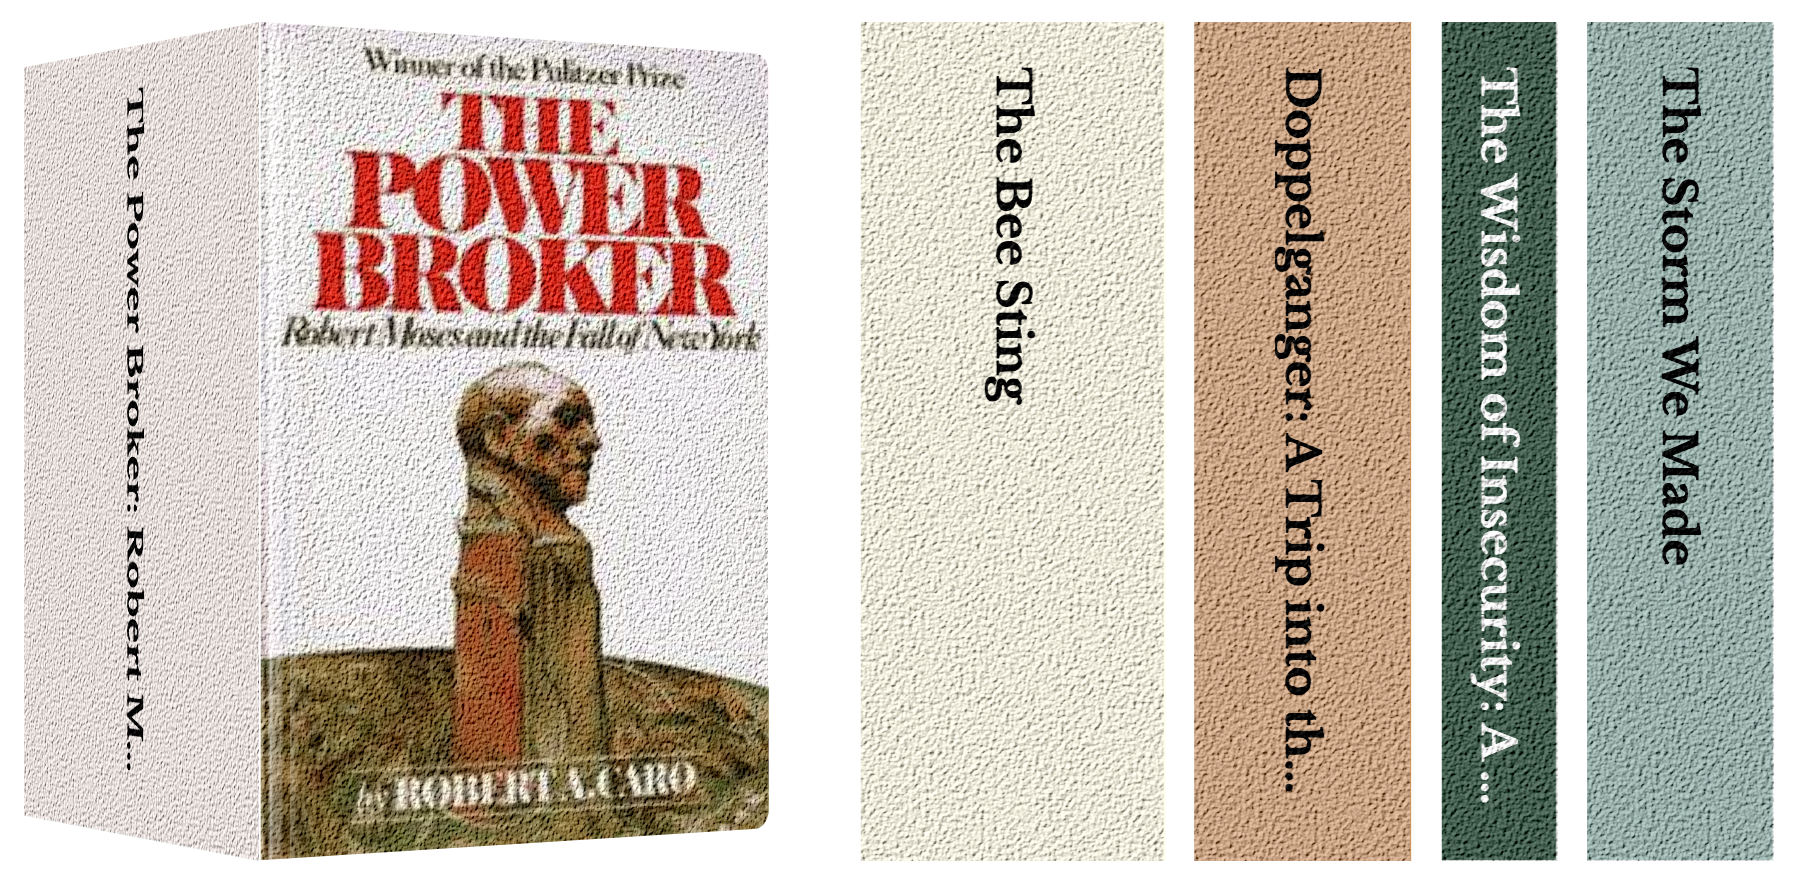 The Power Broker: Robert M...
Winner of the Pulitzer Prize
THE
POWER
BROKER
Robert Moses and the Fall of New York
by ROBERT A. CARO
The Bee Sting
Doppelganger: A Trip into th...
The Wisdom of Insecurity: A ...
The Storm We Made